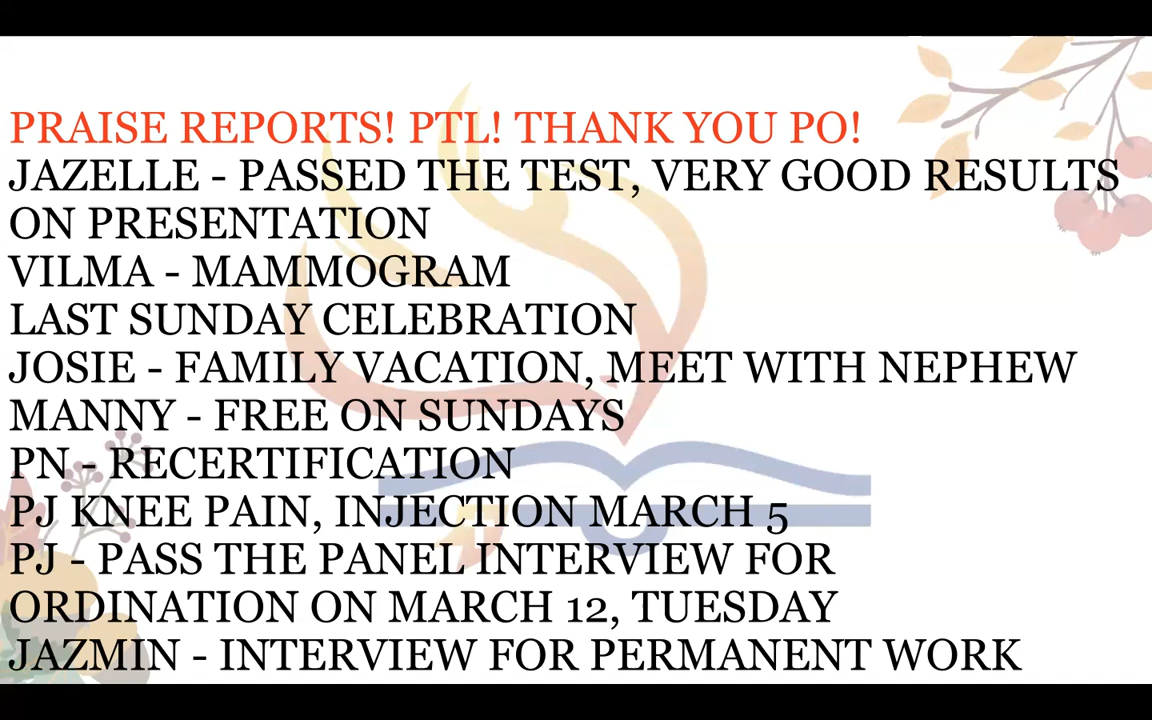 PRAISE REPORTS! PTL! THANK YOU PO!
JAZELLE - PASSED THE TEST, VERY GOOD RESULTS
ON PRESENTATION
VILMA - MAMMOGRAM
LAST SUNDAY CELEBRATION
JOSIE - FAMILY VACATION, MEET WITH NEPHEW
MANNY - FREE ON SUNDAYS
PN - RECERTIFICATION
PJ KNEE PAIN, INJECTION MARCH 5
PJ - PASS THE PANEL INTERVIEW FOR
ORDINATION ON MARCH 12, TUESDAY
JAZMIN - INTERVIEW FOR PERMANENT WORK